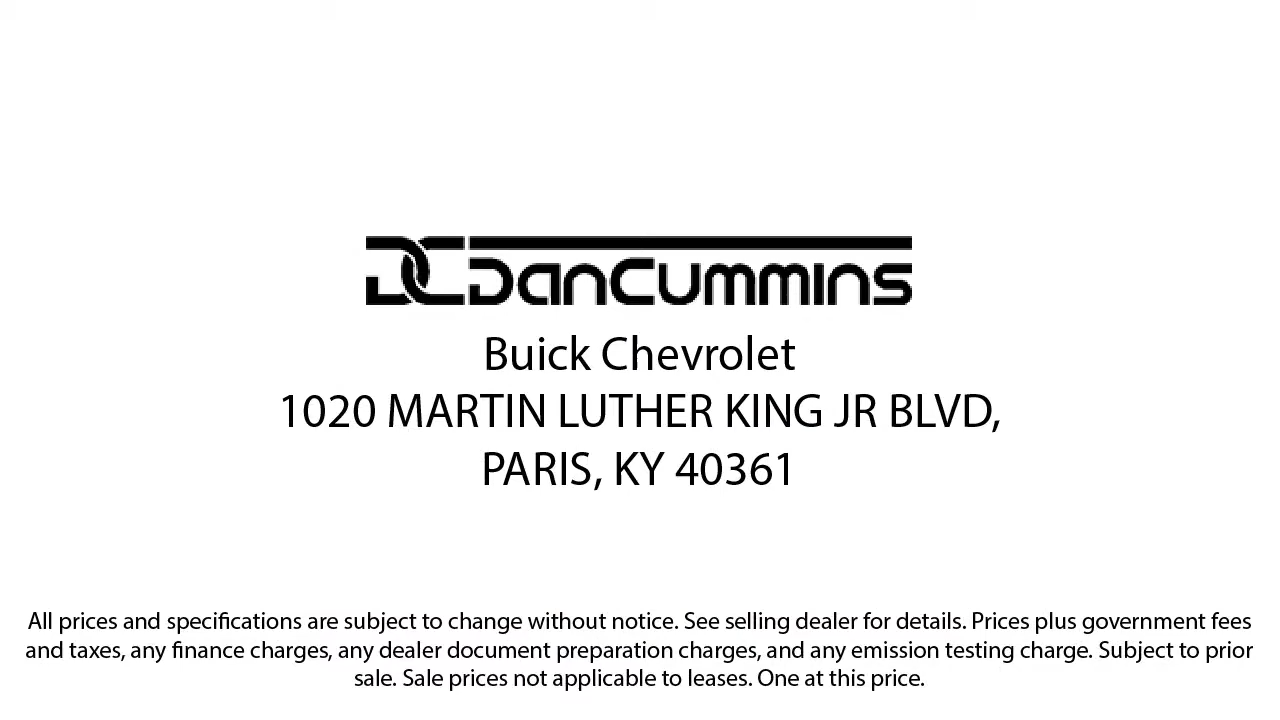 DC DanCummins
Buick Chevrolet
1020 MARTIN LUTHER KING JR BLVD,
PARIS, KY 40361
All prices and specifications are subject to change without notice. See selling dealer for details. Prices plus government fees
and taxes, any finance charges, any dealer document preparation charges, and any emission testing charge. Subject to prior
sale. Sale prices not applicable to leases. One at this price.